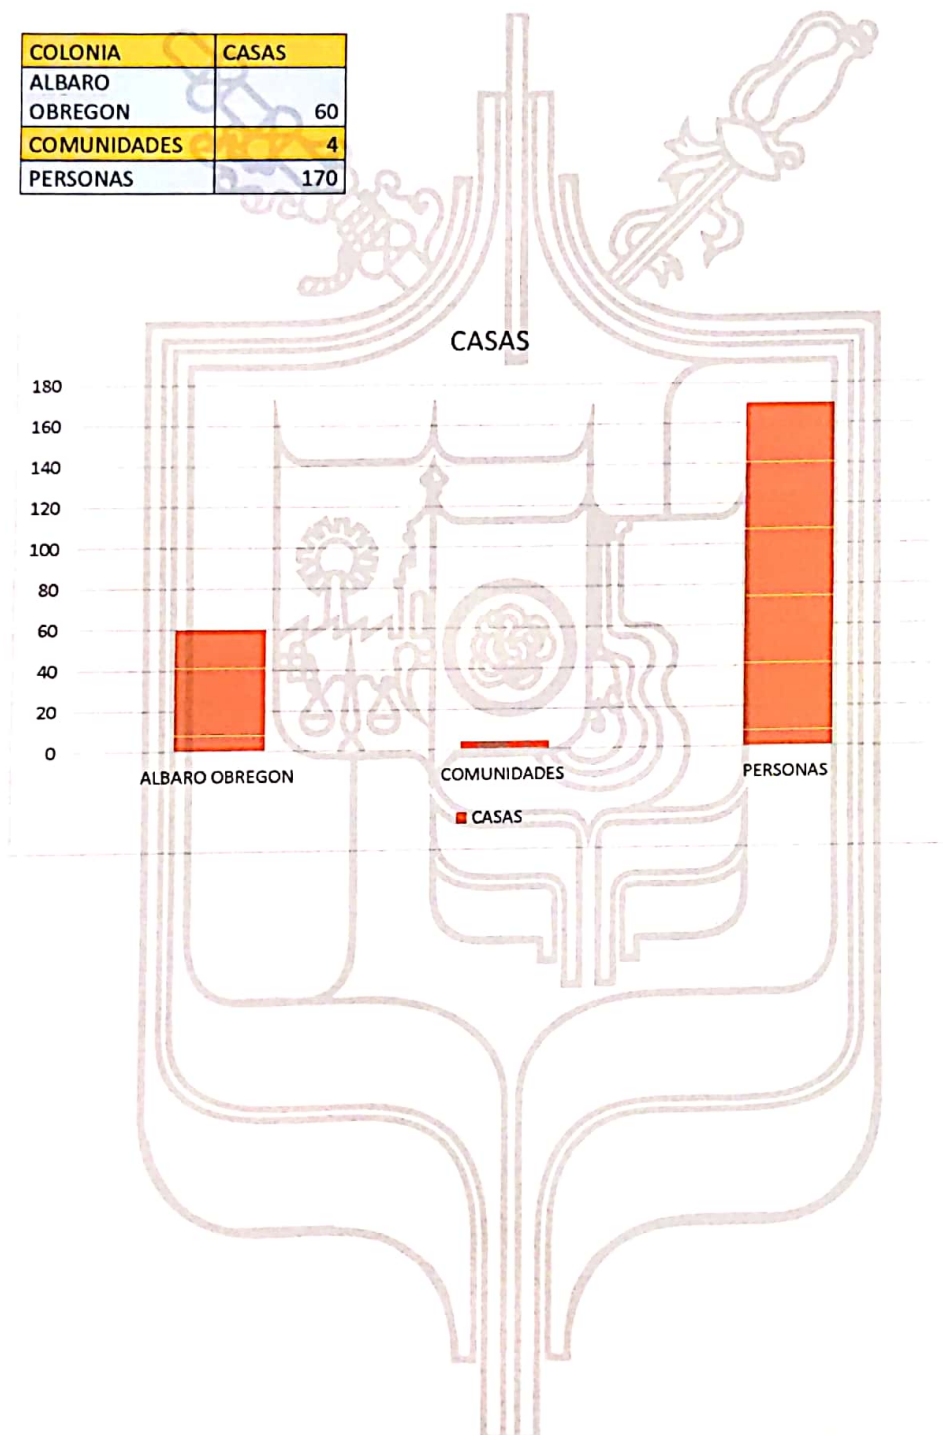 COLONIA CASAS
ALBARO
OBREGON 60
COMUNIDADES 4
PERSONAS 170
CASAS
180
160
140
120
100
80
60
40
20
0
ALBARO OBREGON COMUNIDADES PERSONAS
CASAS